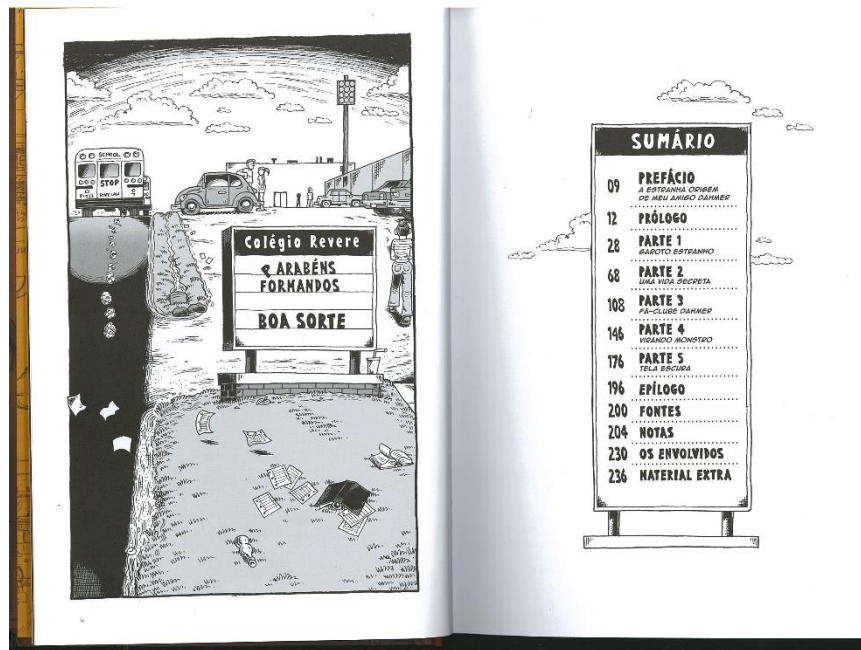 SCHOOL
STOP
Colégio Revere
PARABÉNS
FORMANDOS
BOA SORTE
SUMÁRIO
09 PREFÁCIO
A ESTRANHA ORIGEM
DE MEU AMIGO DAHMER
12 PRÓLOGO
28 PARTE 1
GAROTO ESTRANHO
68 PARTE 2
UMA VIDA SECRETA
108 PARTE 3
FÃ-CLUBE DAHMER
146 PARTE 4
VIRANDO MONSTRO
176 PARTE 5
TELA ESCURA
196 EPÍLOGO
200 FONTES
204 NOTAS
230 OS ENVOLVIDOS
236 MATERIAL EXTRA